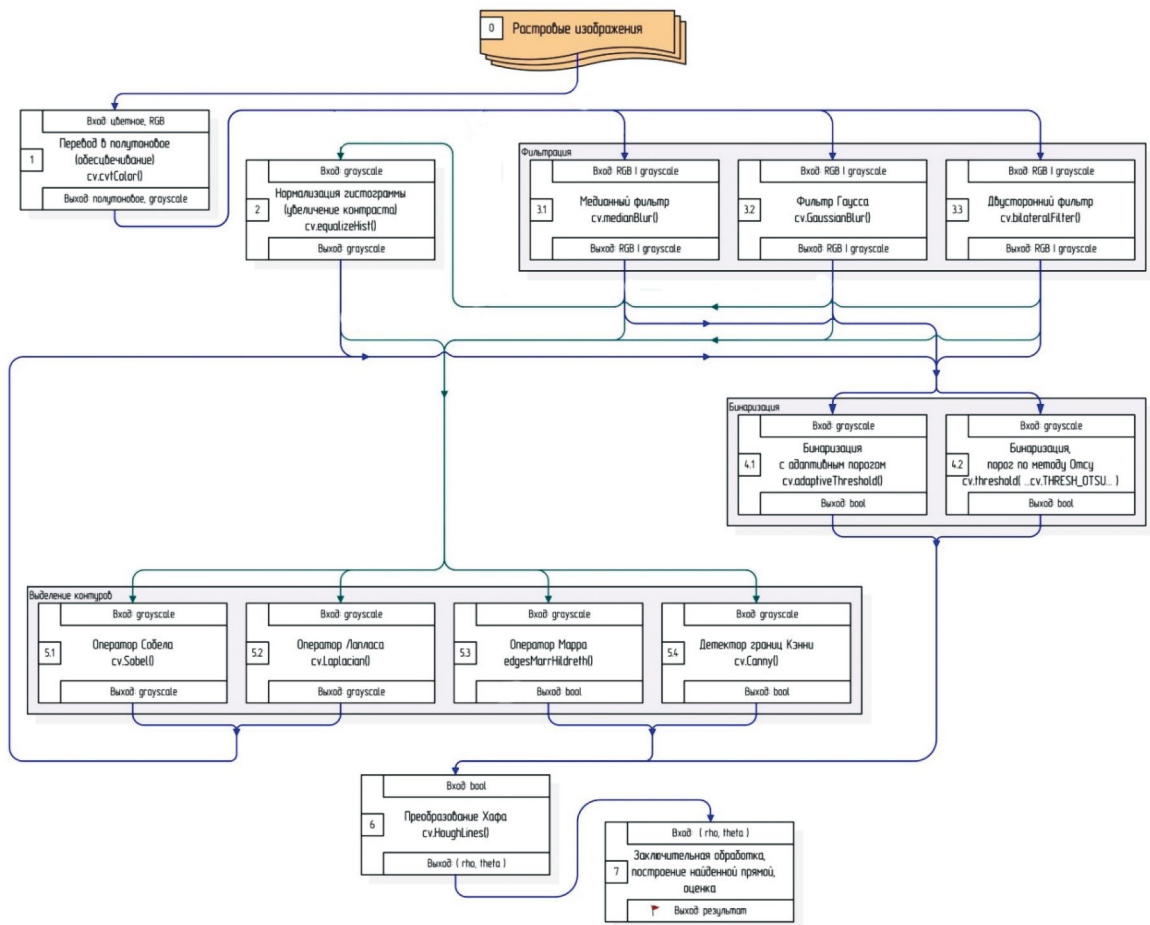 0
Растровые изображения
Вход цветное, RGB
1
Перевод в полутоновое
(обесцвечивание)
cv.cvtColor()
Выход полутоновое, grayscale
Вход grayscale
2
Нормализация гистограммы
(увеличение контраста)
cv.equalizeHist()
Выход grayscale
Фильтрация
Вход RGB | grayscale
3.1
Медианный фильтр
cv.medianBlur()
Выход RGB | grayscale
Вход RGB | grayscale
3.2
Фильтр Гаусса
cv.GaussianBlur()
Выход RGB | grayscale
Вход RGB | grayscale
3.3
Двусторонний фильтр
cv.bilateralFilter()
Выход RGB | grayscale
Бинаризация
Вход grayscale
4.1
Бинаризация
с адаптивным порогом
cv.adaptiveThreshold()
Выход bool
Вход grayscale
4.2
Бинаризация,
порог по методу Отсу
cv.threshold( ...cv.THRESH_OTSU... )
Выход bool
Выделение контуров
Вход grayscale
5.1
Оператор Собела
cv.Sobel()
Выход grayscale
Вход grayscale
5.2
Оператор Лапласа
cv.Laplacian()
Выход grayscale
Вход grayscale
5.3
Оператор Марра
edgesMarrHildreth()
Выход bool
Вход grayscale
5.4
Детектор границ Кэнни
cv.Canny()
Выход bool
Вход bool
6
Преобразование Хафа
cv.HoughLines()
Выход ( rho, theta )
Вход ( rho, theta )
7
Заключительная обработка,
построение найденной прямой,
оценка
Выход результат